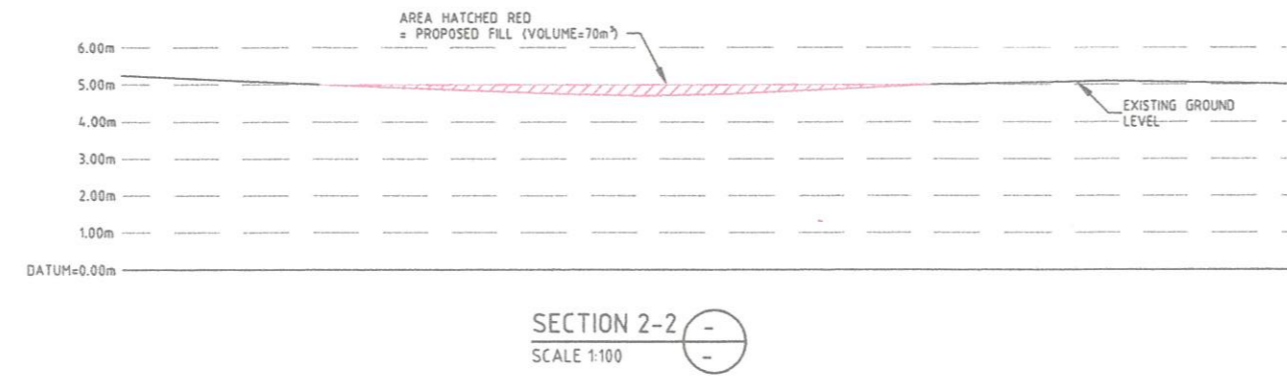 AREA HATCHED RED
= PROPOSED FILL (VOLUME=70m³)
6.00m
5.00m
EXISTING GROUND
LEVEL
4.00m
3.00m
2.00m
1.00m
DATUM=0.00m
SECTION 2-2
SCALE 1:100
-
-